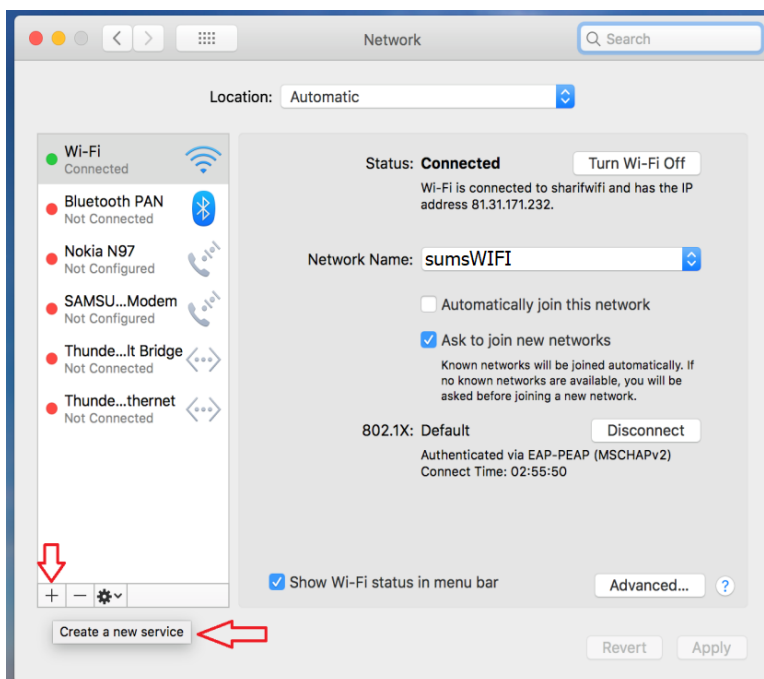 Network
Search
Location: Automatic
Wi-Fi
Connected
Bluetooth PAN
Not Connected
Nokia N97
Not Configured
SAMSU...Modem
Not Configured
Thunde...lt Bridge
Not Connected
Thunde...thernet
Not Connected
+ −
Create a new service
Status: Connected
Turn Wi-Fi Off
Wi-Fi is connected to sharifwifi and has the IP
address 81.31.171.232.
Network Name: sumsWIFI
Automatically join this network
Ask to join new networks
Known networks will be joined automatically. If
no known networks are available, you will be
asked before joining a new network.
802.1X: Default
Disconnect
Authenticated via EAP-PEAP (MSCHAPv2)
Connect Time: 02:55:50
Show Wi-Fi status in menu bar
Advanced...
?
Revert
Apply